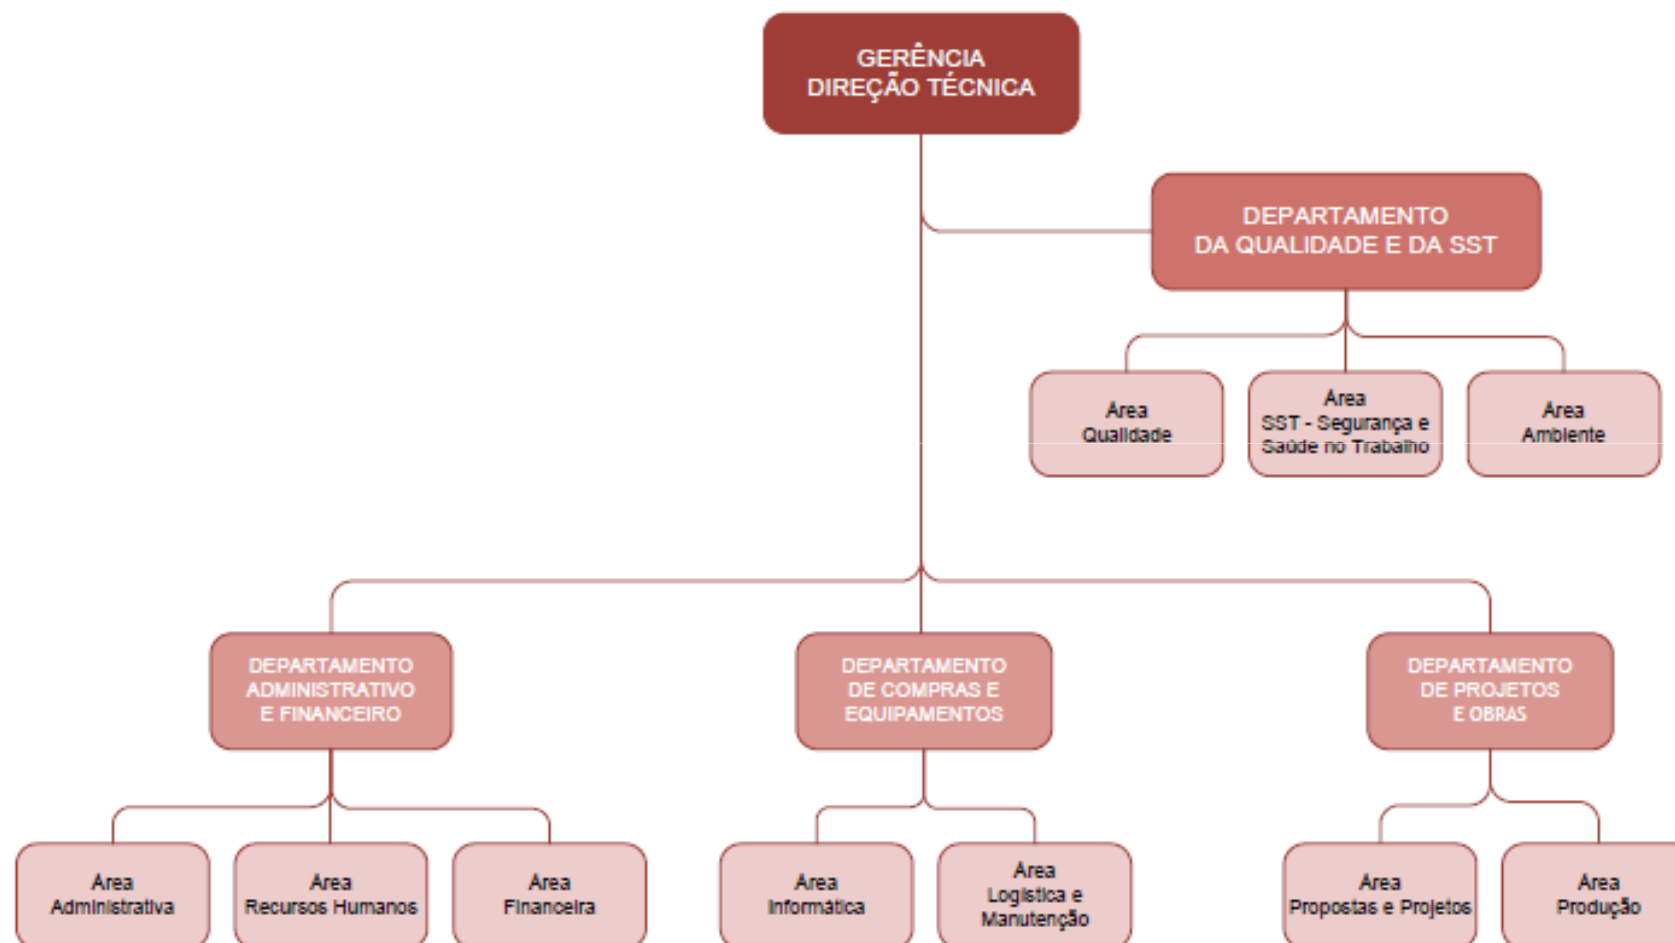 GERÊNCIA
DIREÇÃO TÉCNICA
DEPARTAMENTO
DA QUALIDADE E DA SST
Área
Qualidade
Área
SST - Segurança e
Saúde no Trabalho
Área
Ambiente
DEPARTAMENTO
ADMINISTRATIVO
E FINANCEIRO
DEPARTAMENTO
DE COMPRAS E
EQUIPAMENTOS
DEPARTAMENTO
DE PROJETOS
E OBRAS
Área
Administrativa
Área
Recursos Humanos
Área
Financeira
Área
Informática
Área
Logística e
Manutenção
Área
Propostas e Projetos
Área
Produção